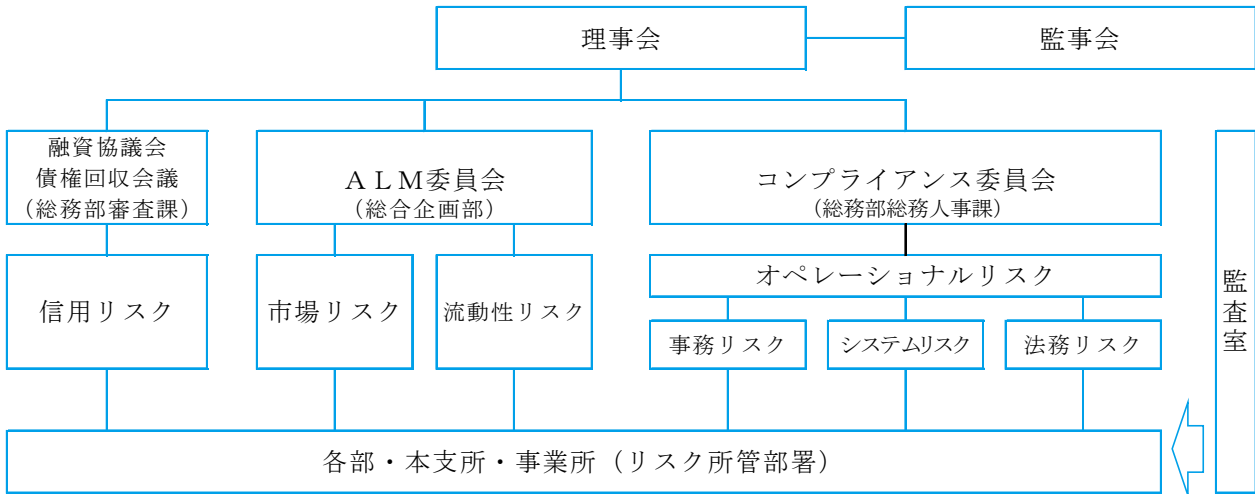 理事会
監事会
融資協議会
債権回収会議
（総務部審査課）
ＡＬＭ委員会
（総合企画部）
コンプライアンス委員会
（総務部総務人事課）
信用リスク
市場リスク
流動性リスク
オペレーショナルリスク
事務リスク
システムリスク
法務リスク
監査室
各部・本支所・事業所（リスク所管部署）